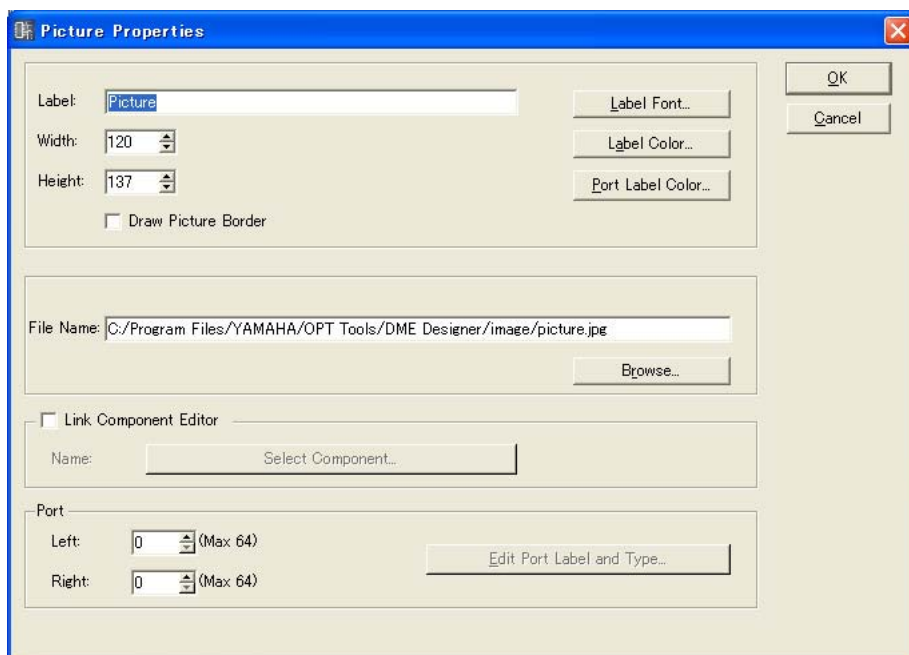 Picture Properties
OK
Cancel
Label: Picture
Label Font...
Width: 120
Label Color...
Height: 137
Port Label Color...
Draw Picture Border
File Name: C:/Program Files/YAMAHA/OPT Tools/DME Designer/image/picture.jpg
Browse...
Link Component Editor
Name: Select Component...
Port
Left: 0 (Max 64)
Edit Port Label and Type...
Right: 0 (Max 64)